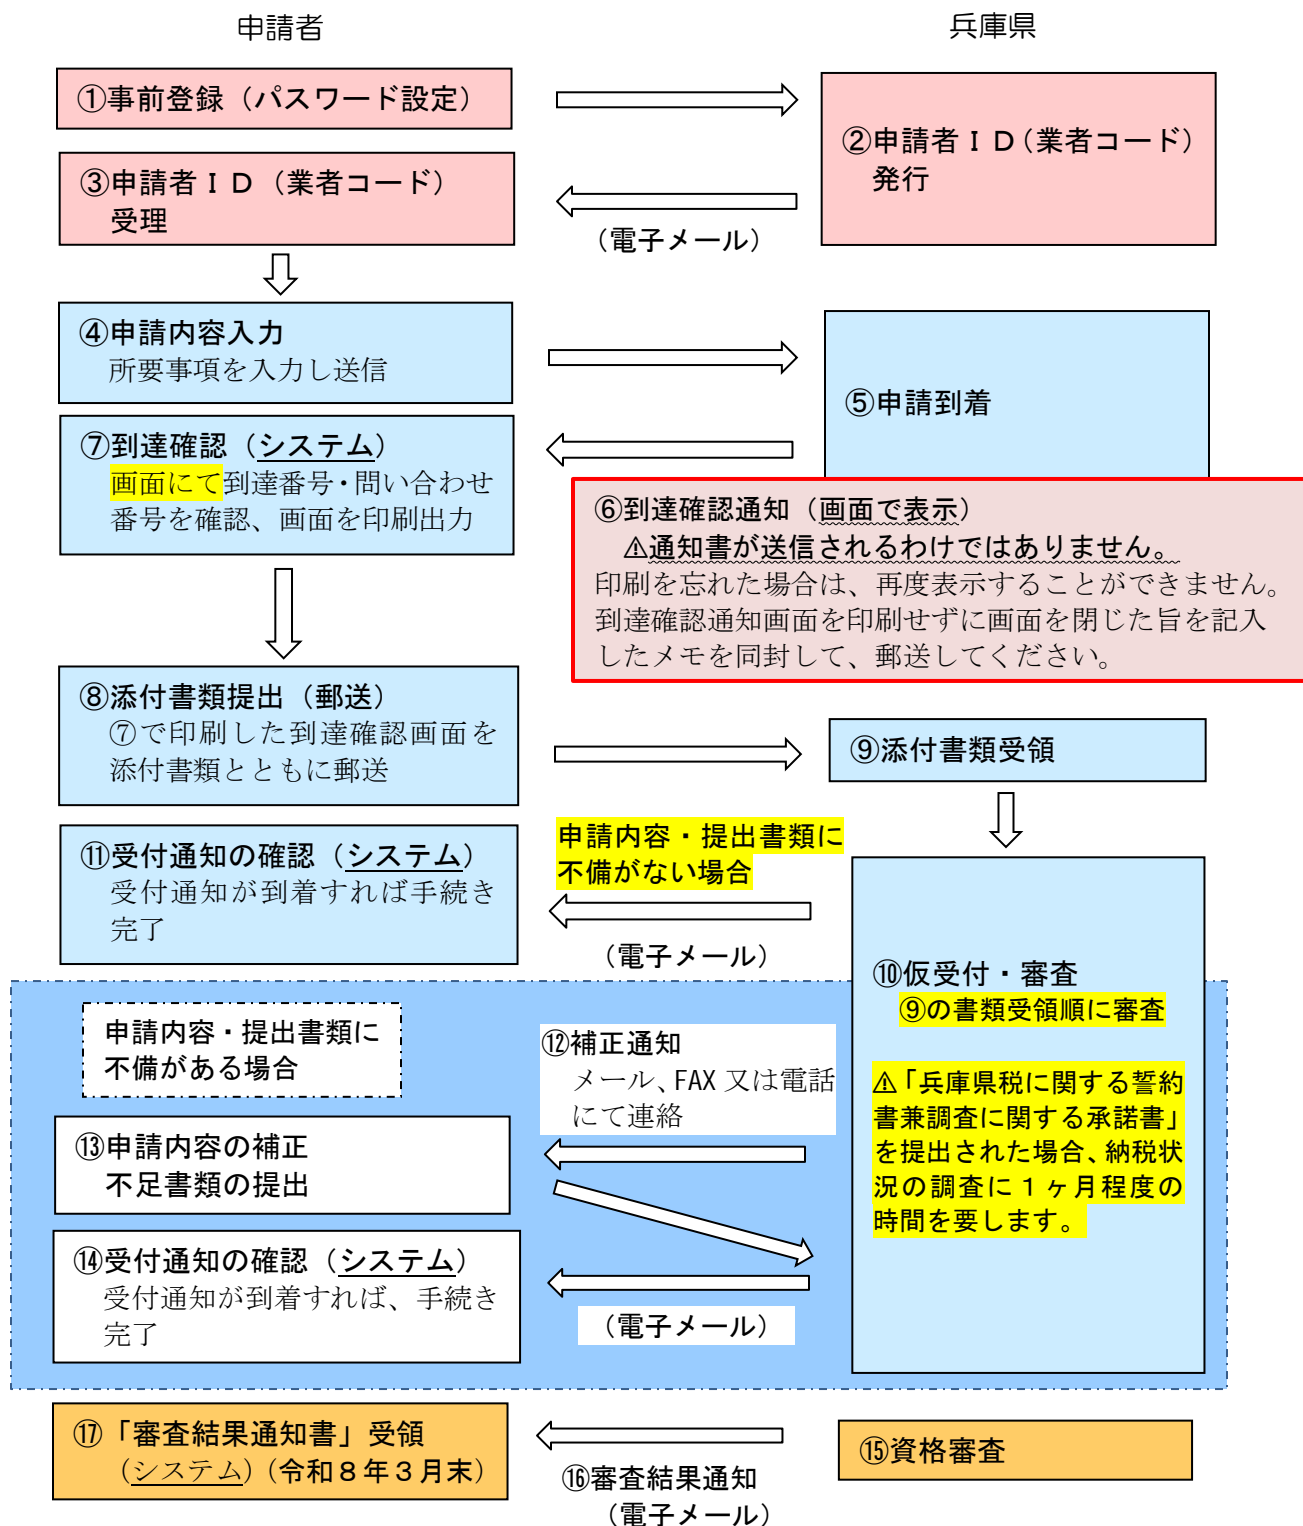 申請者
兵庫県
①事前登録（パスワード設定）
②申請者ＩＤ（業者コード）
発行
③申請者ＩＤ（業者コード）
受理
（電子メール）
④申請内容入力
所要事項を入力し送信
⑤申請到着
⑦到達確認（システム）
画面にて到達番号・問い合わせ
番号を確認、画面を印刷出力
⑥到達確認通知（画面で表示）
⚠通知書が送信されるわけではありません。
印刷を忘れた場合は、再度表示することができません。
到達確認通知画面を印刷せずに画面を閉じた旨を記入
したメモを同封して、郵送してください。
⑧添付書類提出（郵送）
⑦で印刷した到達確認画面を
添付書類とともに郵送
⑨添付書類受領
申請内容・提出書類に
不備がない場合
（電子メール）
⑪受付通知の確認（システム）
受付通知が到着すれば手続き
完了
⑩仮受付・審査
⑨の書類受領順に審査
⚠「兵庫県税に関する誓約
書兼調査に関する承諾書」
を提出された場合、納税状
況の調査に１ヶ月程度の
時間を要します。
申請内容・提出書類に
不備がある場合
⑫補正通知
メール、FAX 又は電話
にて連絡
⑬申請内容の補正
不足書類の提出
⑭受付通知の確認（システム）
受付通知が到着すれば、手続き
完了
（電子メール）
⑰「審査結果通知書」受領
（システム）（令和８年３月末）
⑮資格審査
⑯審査結果通知
（電子メール）